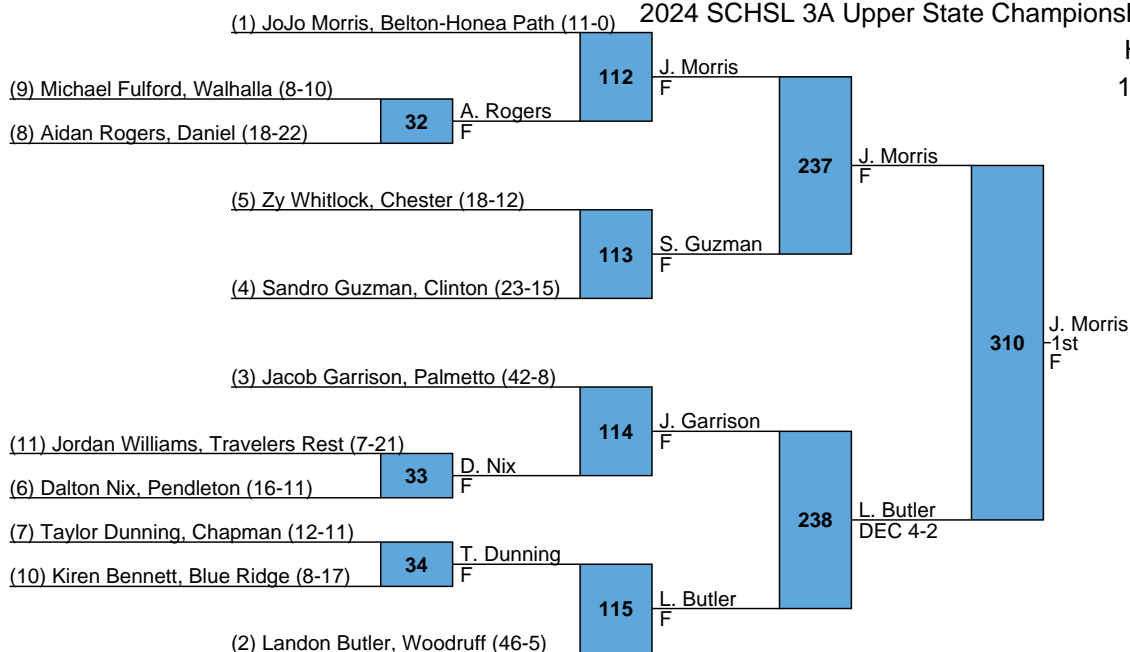 2024 SCHSL 3A Upper State Championsh
H
1
(1) JoJo Morris, Belton-Honea Path (11-0)
112
J. Morris
F
(9) Michael Fulford, Walhalla (8-10)
32
A. Rogers
F
(8) Aidan Rogers, Daniel (18-22)
237
J. Morris
F
(5) Zy Whitlock, Chester (18-12)
113
S. Guzman
F
(4) Sandro Guzman, Clinton (23-15)
310
J. Morris
1st
F
(3) Jacob Garrison, Palmetto (42-8)
114
J. Garrison
F
(11) Jordan Williams, Travelers Rest (7-21)
33
D. Nix
F
(6) Dalton Nix, Pendleton (16-11)
238
L. Butler
DEC 4-2
(7) Taylor Dunning, Chapman (12-11)
34
T. Dunning
F
(10) Kiren Bennett, Blue Ridge (8-17)
115
L. Butler
F
(2) Landon Butler, Woodruff (46-5)